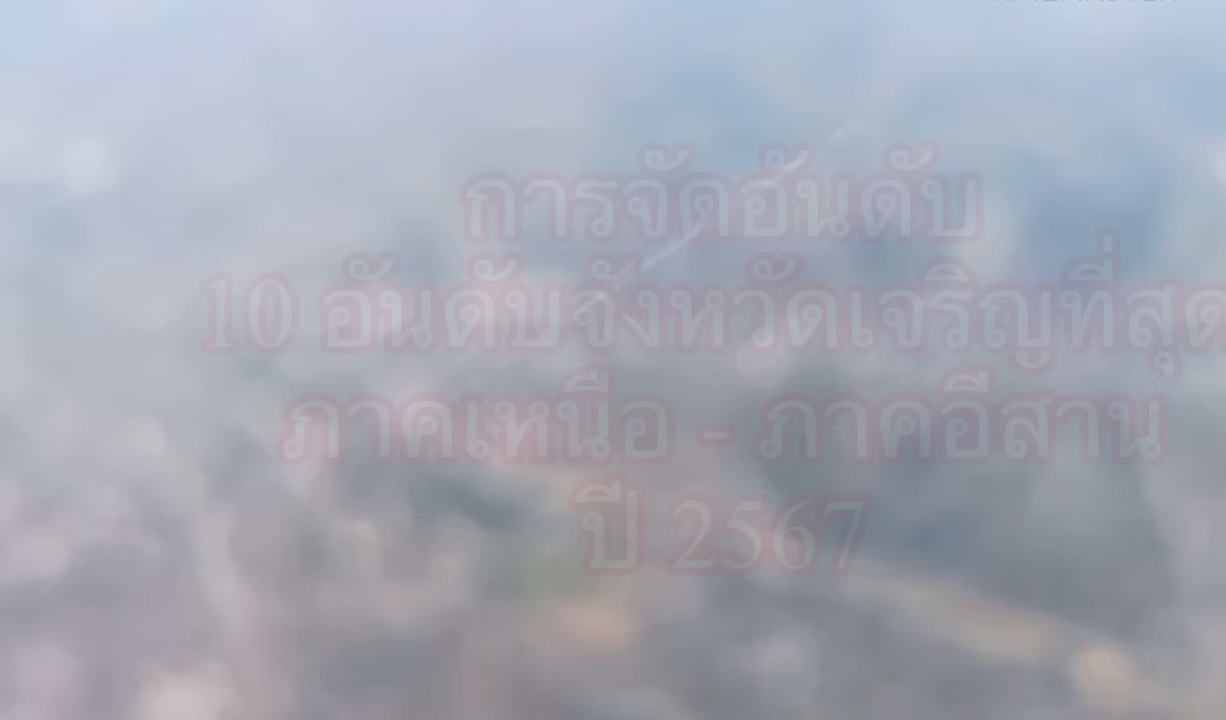 การจัดอันดับ
10 อันดับจังหวัดเจริญที่สุด
ภาคเหนือ - ภาคอีสาน
ปี 2567